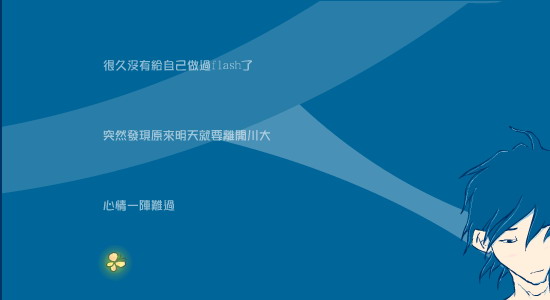 很久沒有給自己做過flash了
突然發現原來明天就要離開川大
心情一陣難過